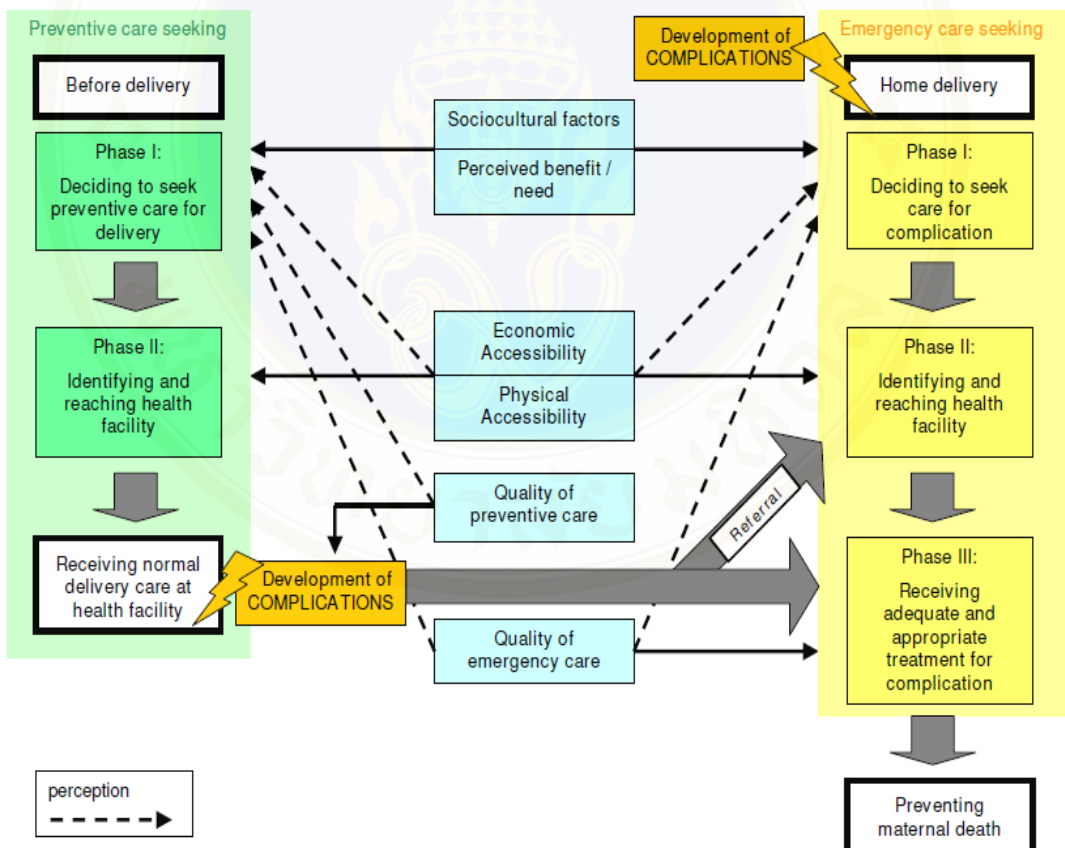 Preventive care seeking
Before delivery
Phase I:
Deciding to seek
preventive care for
delivery
Phase II:
Identifying and
reaching health
facility
Receiving normal
delivery care at
health facility
Development of
COMPLICATIONS
Sociocultural factors
Perceived benefit /
need
Economic
Accessibility
Physical
Accessibility
Quality of
preventive care
Quality of
emergency care
Referral
Development of
COMPLICATIONS
Emergency care seeking
Home delivery
Phase I:
Deciding to seek
care for
complication
Phase II:
Identifying and
reaching health
facility
Phase III:
Receiving
adequate and
appropriate
treatment for
complication
Preventing
maternal death
perception